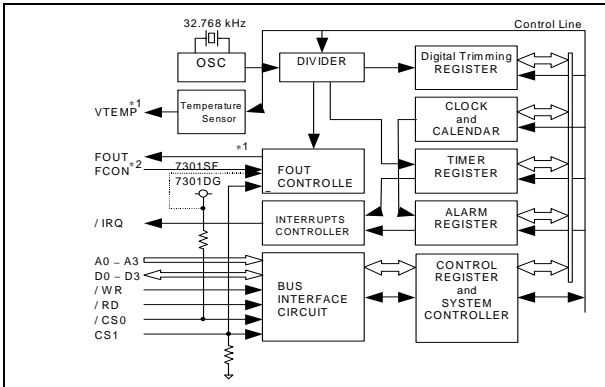 32.768 kHz
Control Line
OSC
DIVIDER
Digital Trimming
REGISTER
VTEMP*1
Temperature
Sensor
CLOCK
and
CALENDAR
FOUT
*1
FCON*2
7301SF
7301DG
FOUT
CONTROLLE
TIMER
REGISTER
/ IRQ
INTERRUPTS
CONTROLLER
ALARM
REGISTER
A0 – A3
D0 – D3
/ WR
/ RD
/ CS0
CS1
BUS
INTERFACE
CIRCUIT
CONTROL
REGISTER
and
SYSTEM
CONTROLLER